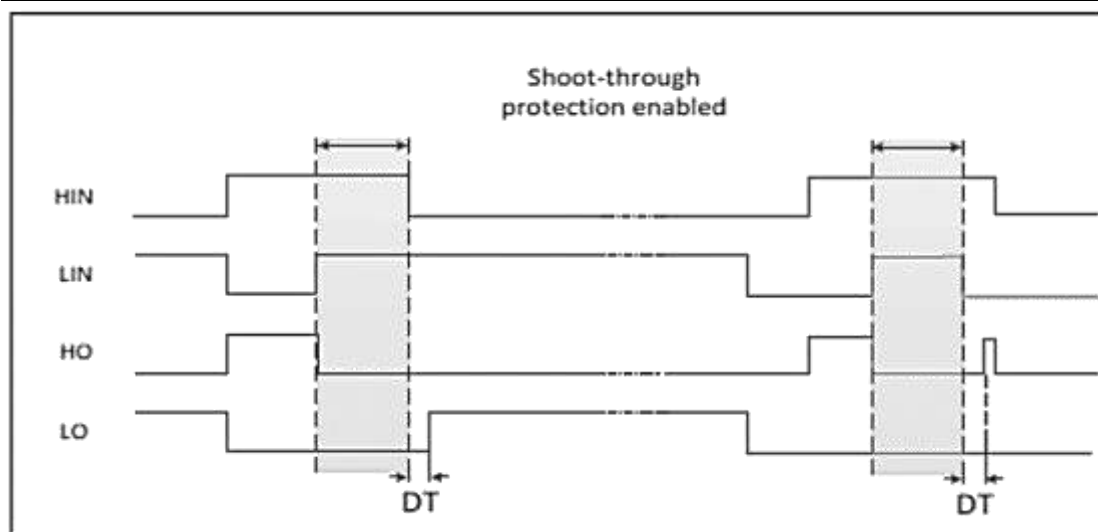 Shoot-through
protection enabled
HIN
LIN
HO
LO
DT
DT